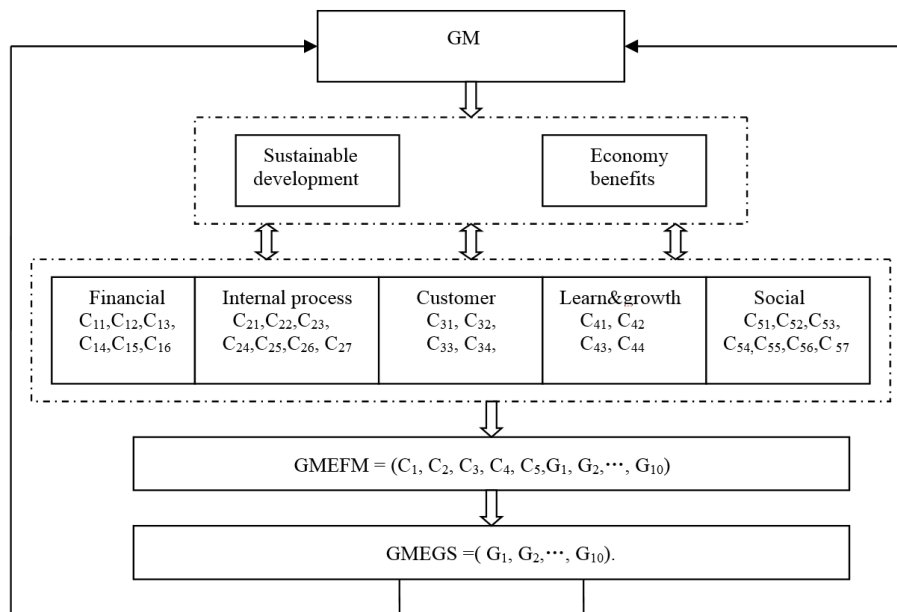 GM
Sustainable
development
Economy
benefits
Financial
C11,C12,C13,
C14,C15,C16
Internal process
C21,C22,C23,
C24,C25,C26, C27
Customer
C31, C32,
C33, C34,
Learn&growth
C41, C42
C43, C44
Social
C51,C52,C53,
C54,C55,C56,C 57
GMEFM = (C1, C2, C3, C4, C5,G1, G2,···, G10)
GMEGS =( G1, G2,···, G10).